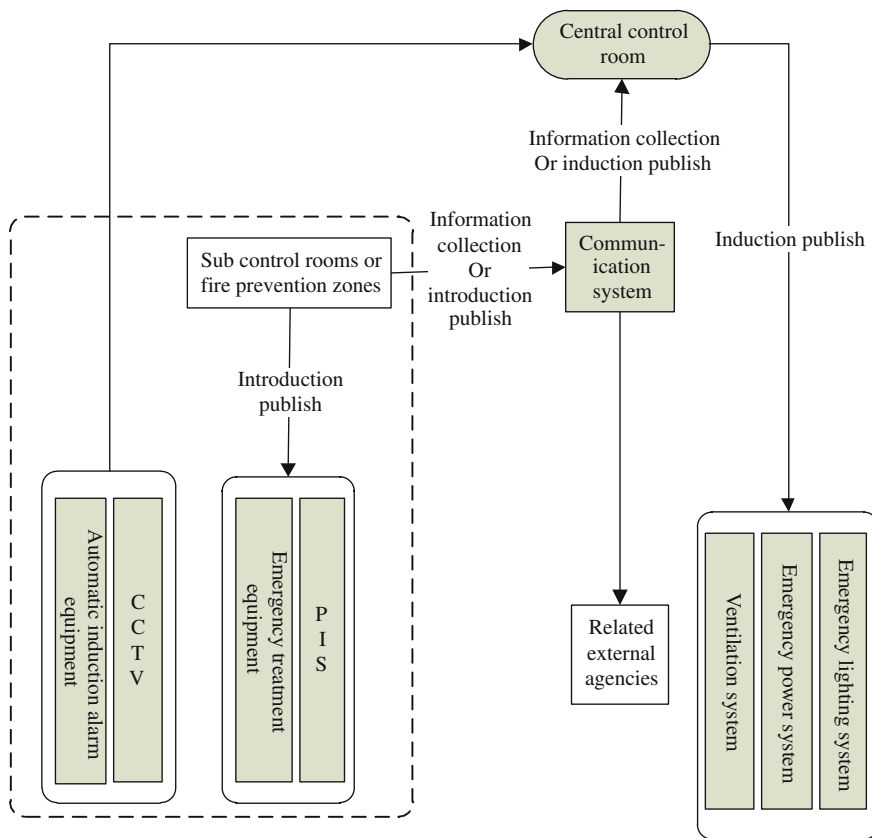 Central control
room
Information collection
Or induction publish
Information
collection
Or
introduction
publish
Commun-
ication
system
Induction publish
Sub control rooms or
fire prevention zones
Introduction
publish
Automatic induction alarm
equipment
C
C
T
V
Emergency treatment
equipment
P
I
S
Related
external
agencies
Ventilation system
Emergency power system
Emergency lighting system